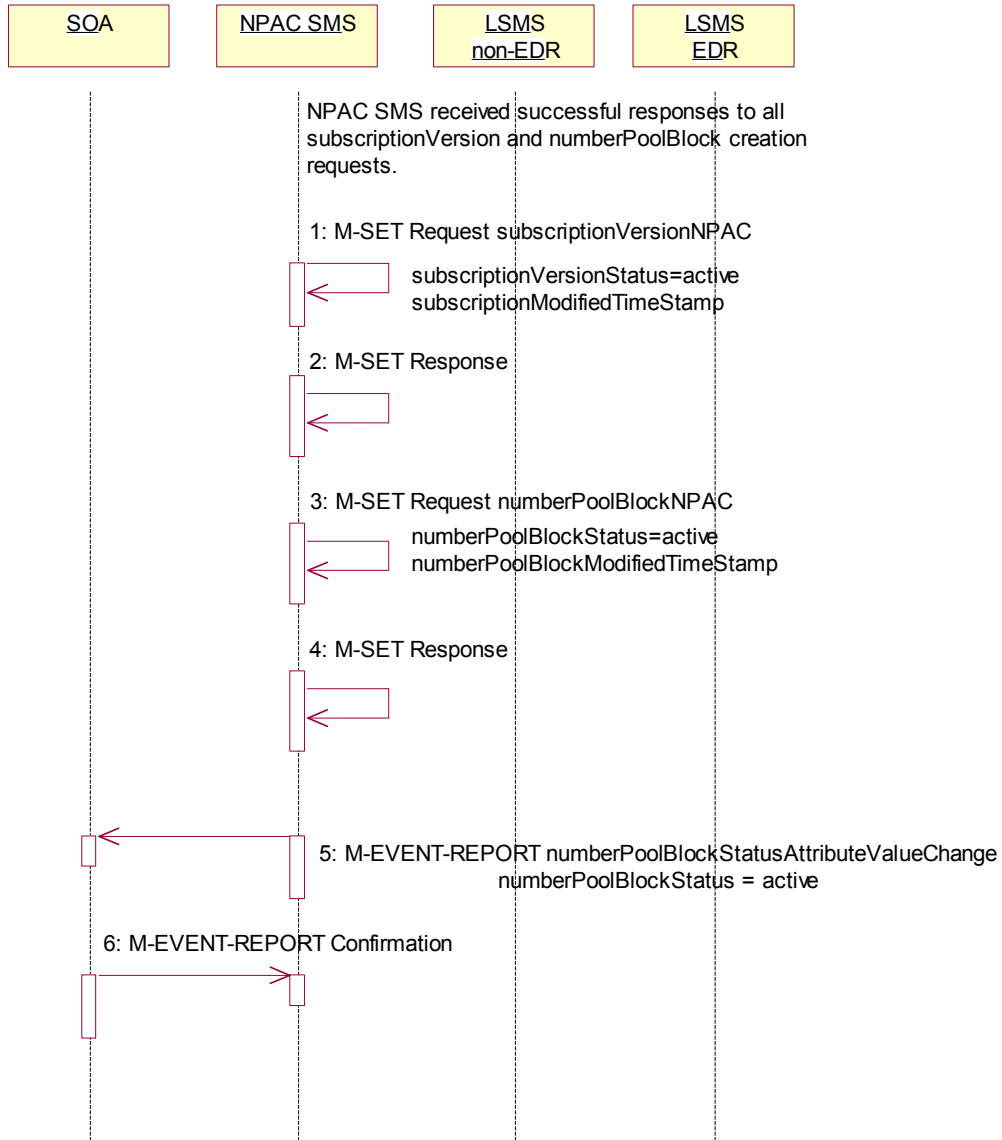 SOA
NPAC SMS
LSMS
non-EDR
LSMS
EDR
NPAC SMS received successful responses to all
subscriptionVersion and numberPoolBlock creation
requests.
1: M-SET Request subscriptionVersionNPAC
subscriptionVersionStatus=active
subscriptionModifiedTimeStamp
2: M-SET Response
3: M-SET Request numberPoolBlockNPAC
numberPoolBlockStatus=active
numberPoolBlockModifiedTimeStamp
4: M-SET Response
5: M-EVENT-REPORT numberPoolBlockStatusAttributeValueChange
numberPoolBlockStatus = active
6: M-EVENT-REPORT Confirmation